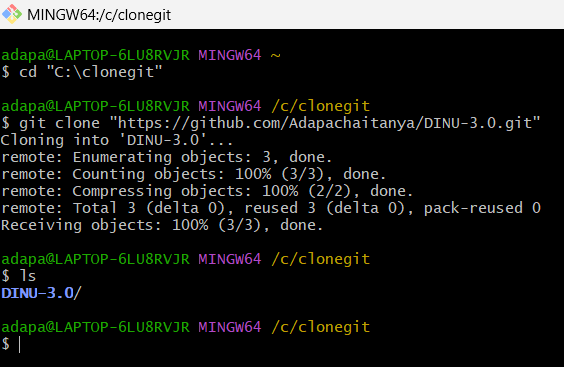 MINGW64:/c/clonegit
adapa@LAPTOP-6LU8RVJR MINGW64 ~
$ cd "C:\clonegit"
adapa@LAPTOP-6LU8RVJR MINGW64 /c/clonegit
$ git clone "https://github.com/Adapachaitanya/DINU-3.0.git"
Cloning into 'DINU-3.0'...
remote: Enumerating objects: 3, done.
remote: Counting objects: 100% (3/3), done.
remote: Compressing objects: 100% (2/2), done.
remote: Total 3 (delta 0), reused 3 (delta 0), pack-reused 0
Receiving objects: 100% (3/3), done.
adapa@LAPTOP-6LU8RVJR MINGW64 /c/clonegit
$ ls
DINU-3.0/
adapa@LAPTOP-6LU8RVJR MINGW64 /c/clonegit
$